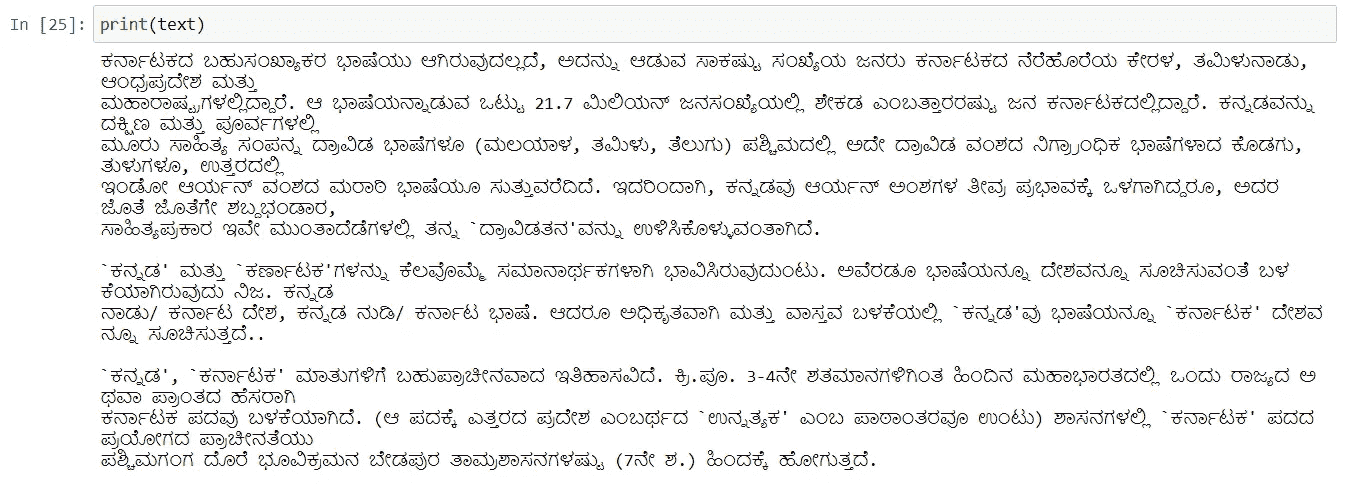 In [25]: print(text)
ಕರ್ನಾಟಕದ ಬಹುಸಂಖ್ಯಾಕರ ಭಾಷೆಯು ಆಗಿರುವುದಲ್ಲದೆ, ಅದನ್ನು ಆಡುವ ಸಾಕಷ್ಟು ಸಂಖ್ಯೆಯ ಜನರು ಕರ್ನಾಟಕದ ನೆರೆಹೊರೆಯ ಕೇರಳ, ತಮಿಳುನಾಡು,
ಆಂಧ್ರಪ್ರದೇಶ ಮತ್ತು
ಮಹಾರಾಷ್ಟ್ರಗಳಲ್ಲಿದ್ದಾರೆ. ಆ ಭಾಷೆಯನ್ನಾಡುವ ಒಟ್ಟು 21.7 ಮಿಲಿಯನ್ ಜನಸಂಖ್ಯೆಯಲ್ಲಿ ಶೇಕಡ ಎಂಬತ್ತಾರರಷ್ಟು ಜನ ಕರ್ನಾಟಕದಲ್ಲಿದ್ದಾರೆ. ಕನ್ನಡವನ್ನು
ದಕ್ಷಿಣ ಮತ್ತು ಪೂರ್ವಗಳಲ್ಲಿ
ಮೂರು ಸಾಹಿತ್ಯ ಸಂಪನ್ನ ದ್ರಾವಿಡ ಭಾಷೆಗಳೂ (ಮಲಯಾಳ, ತಮಿಳು, ತೆಲುಗು) ಪಶ್ಚಿಮದಲ್ಲಿ ಅದೇ ದ್ರಾವಿಡ ವಂಶದ ನಿರ್ಗ್ರಾಂಥಿಕ ಭಾಷೆಗಳಾದ ಕೊಡಗು,
ತುಳುಗಳೂ, ಉತ್ತರದಲ್ಲಿ
ಇಂಡೋ ಆರ್ಯನ್ ವಂಶದ ಮರಾಠಿ ಭಾಷೆಯೂ ಸುತ್ತುವರೆದಿದೆ. ಇದರಿಂದಾಗಿ, ಕನ್ನಡವು ಆರ್ಯನ್ ಅಂಶಗಳ ತೀವ್ರ ಪ್ರಭಾವಕ್ಕೆ ಒಳಗಾಗಿದ್ದರೂ, ಅದರ
ಜೊತೆ ಜೊತೆಗೇ ಶಬ್ದಭಂಡಾರ,
ಸಾಹಿತ್ಯಪ್ರಕಾರ ಇವೇ ಮುಂತಾದೆಡೆಗಳಲ್ಲಿ ತನ್ನ `ದ್ರಾವಿಡತನ'ವನ್ನು ಉಳಿಸಿಕೊಳ್ಳುವಂತಾಗಿದೆ.
`ಕನ್ನಡ' ಮತ್ತು `ಕರ್ಣಾಟಕ'ಗಳನ್ನು ಕೆಲವೊಮ್ಮೆ ಸಮಾನಾರ್ಥಕಗಳಾಗಿ ಭಾವಿಸಿರುವುದುಂಟು. ಅವೆರಡೂ ಭಾಷೆಯನ್ನೂ ದೇಶವನ್ನೂ ಸೂಚಿಸುವಂತೆ ಬಳ
ಕೆಯಾಗಿರುವುದು ನಿಜ. ಕನ್ನಡ
ನಾಡು/ ಕರ್ನಾಟ ದೇಶ, ಕನ್ನಡ ನುಡಿ/ ಕರ್ನಾಟ ಭಾಷೆ. ಆದರೂ ಅಧಿಕೃತವಾಗಿ ಮತ್ತು ವಾಸ್ತವ ಬಳಕೆಯಲ್ಲಿ `ಕನ್ನಡ'ವು ಭಾಷೆಯನ್ನೂ `ಕರ್ನಾಟಕ' ದೇಶವ
ನ್ನೂ ಸೂಚಿಸುತ್ತದೆ..
`ಕನ್ನಡ', `ಕರ್ನಾಟಕ' ಮಾತುಗಳಿಗೆ ಬಹುಪ್ರಾಚೀನವಾದ ಇತಿಹಾಸವಿದೆ. ಕ್ರಿ.ಪೂ. 3-4ನೇ ಶತಮಾನಗಳಿಗಿಂತ ಹಿಂದಿನ ಮಹಾಭಾರತದಲ್ಲಿ ಒಂದು ರಾಜ್ಯದ ಅ
ಥವಾ ಪ್ರಾಂತದ ಹೆಸರಾಗಿ
ಕರ್ನಾಟಕ ಪದವು ಬಳಕೆಯಾಗಿದೆ. (ಆ ಪದಕ್ಕೆ ಎತ್ತರದ ಪ್ರದೇಶ ಎಂಬರ್ಥದ `ಉನ್ನತ್ಯಕ' ಎಂಬ ಪಾಠಾಂತರವೂ ಉಂಟು) ಶಾಸನಗಳಲ್ಲಿ `ಕರ್ನಾಟಕ' ಪದದ
ಪ್ರಯೋಗದ ಪ್ರಾಚೀನತೆಯು
ಪಶ್ಚಿಮಗಂಗ ದೊರೆ ಭೂವಿಕ್ರಮನ ಬೇಡಪುರ ತಾಮ್ರಶಾಸನಗಳಷ್ಟು (7ನೇ ಶ.) ಹಿಂದಕ್ಕೆ ಹೋಗುತ್ತದೆ.